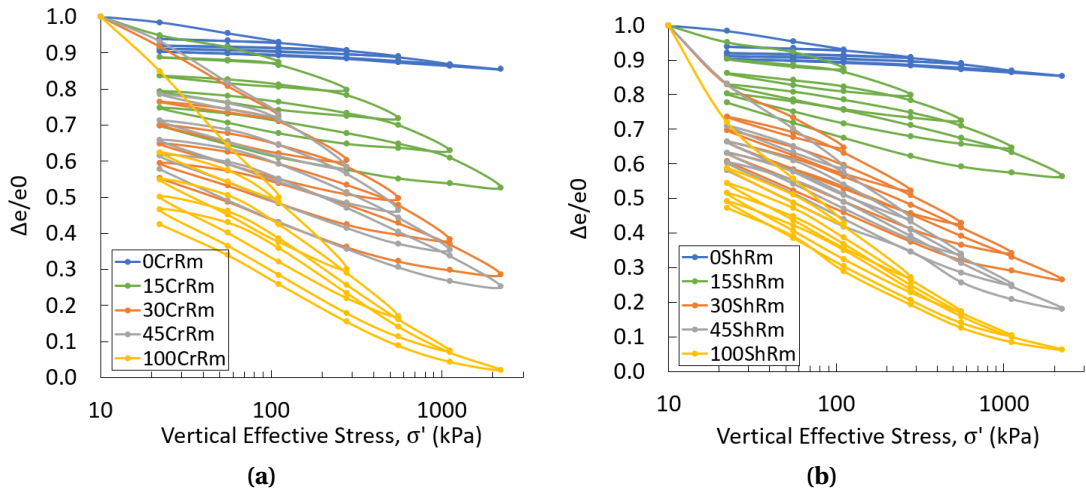 1.0
0.9
0.8
0.7
0.6
0.5
0.4
0.3
0.2
0.1
0.0
Δe/e0
0CrRm
15CrRm
30CrRm
45CrRm
100CrRm
10
100
1000
Vertical Effective Stress, σ' (kPa)
(a)
1.0
0.9
0.8
0.7
0.6
0.5
0.4
0.3
0.2
0.1
0.0
Δe/e0
0ShRm
15ShRm
30ShRm
45ShRm
100ShRm
10
100
1000
Vertical Effective Stress, σ' (kPa)
(b)